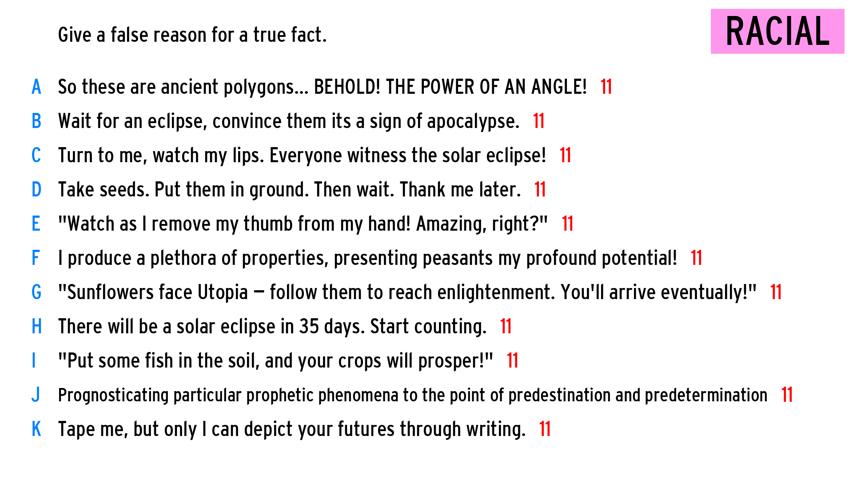 Give a false reason for a true fact.
RACIAL
A So these are ancient polygons... BEHOLD! THE POWER OF AN ANGLE! 11
B Wait for an eclipse, convince them its a sign of apocalypse. 11
C Turn to me, watch my lips. Everyone witness the solar eclipse! 11
D Take seeds. Put them in ground. Then wait. Thank me later. 11
E "Watch as I remove my thumb from my hand! Amazing, right?" 11
F I produce a plethora of properties, presenting peasants my profound potential! 11
G "Sunflowers face Utopia – follow them to reach enlightenment. You'll arrive eventually!" 11
H There will be a solar eclipse in 35 days. Start counting. 11
I "Put some fish in the soil, and your crops will prosper!" 11
J Prognosticating particular prophetic phenomena to the point of predestination and predetermination 11
K Tape me, but only I can depict your futures through writing. 11